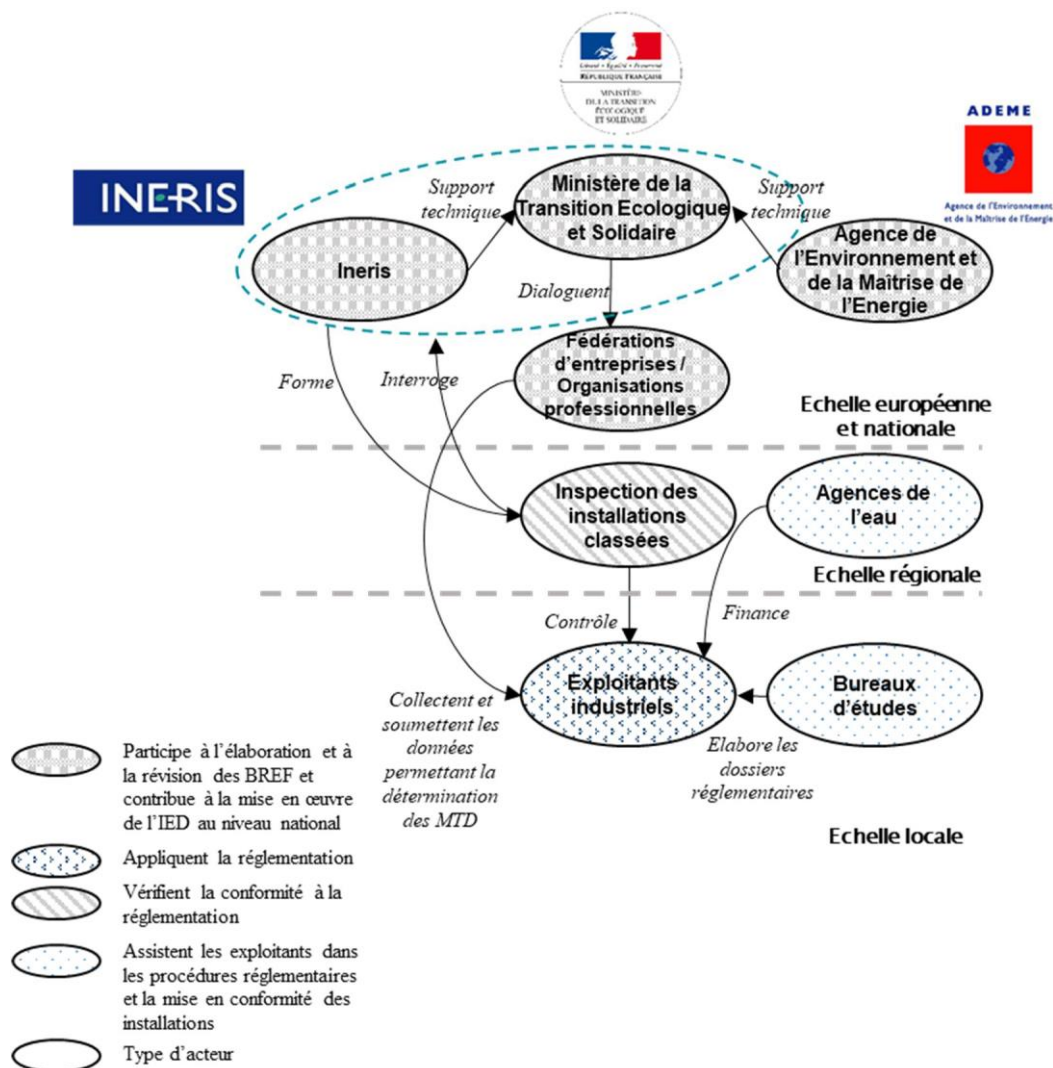 Liberté • Égalité • Fraternité
RÉPUBLIQUE FRANÇAISE
MINISTÈRE
DE LA TRANSITION
ÉCOLOGIQUE
ET SOLIDAIRE
ADEME
Agence de l'Environnement
et de la Maîtrise de l'Energie
INERIS
Support
technique
Ministère de la
Transition Ecologique
et Solidaire
Support
technique
Ineris
Agence de
l'Environnement et
de la Maîtrise de
l'Energie
Dialoguent
Forme
Interroge
Fédérations
d'entreprises /
Organisations
professionnelles
Echelle européenne
et nationale
Inspection des
installations
classées
Agences de
l'eau
Echelle régionale
Contrôle
Finance
Exploitants
industriels
Bureaux
d'études
Collectent et
soumettent les
données
permettant la
détermination
des MTD
Elabore les
dossiers
réglementaires
Echelle locale
Participe à l'élaboration et à
la révision des BREF et
contribue à la mise en œuvre
de l'IED au niveau national
Appliquent la réglementation
Vérifient la conformité à la
réglementation
Assistent les exploitants dans
les procédures réglementaires
et la mise en conformité des
installations
Type d'acteur